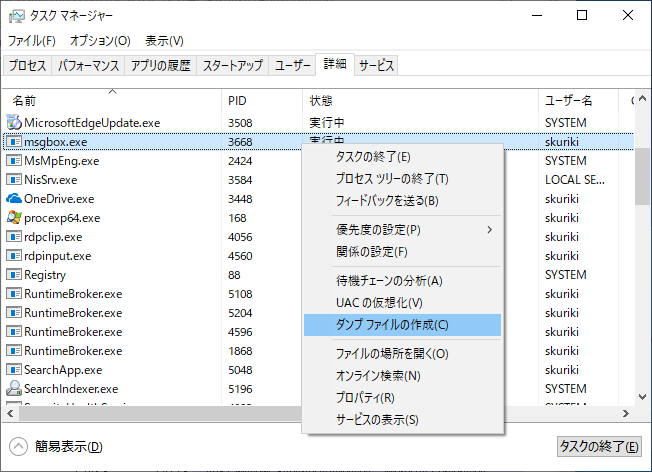 タスク マネージャー
ファイル(F) オプション(O) 表示(V)
プロセス パフォーマンス アプリの履歴 スタートアップ ユーザー 詳細 サービス
名前 PID 状態 ユーザー名
MicrosoftEdgeUpdate.exe 3508 実行中 SYSTEM
msgbox.exe 3668 実行中 skuriki
MsMpEng.exe 2424 SYSTEM
NisSrv.exe 3584 LOCAL SE...
OneDrive.exe 3448 skuriki
procexp64.exe 168 skuriki
rdpclip.exe 4056 skuriki
rdpinput.exe 4560 skuriki
Registry 88 SYSTEM
RuntimeBroker.exe 5108 skuriki
RuntimeBroker.exe 5204 skuriki
RuntimeBroker.exe 4596 skuriki
RuntimeBroker.exe 1868 skuriki
SearchApp.exe 5048 skuriki
SearchIndexer.exe 5196 SYSTEM
タスクの終了(E)
プロセス ツリーの終了(T)
フィードバックを送る(B)
優先度の設定(P)
関係の設定(F)
待機チェーンの分析(A)
UAC の仮想化(V)
ダンプ ファイルの作成(C)
ファイルの場所を開く(O)
オンライン検索(N)
プロパティ(R)
サービスの表示(S)
簡易表示(D)
タスクの終了(E)